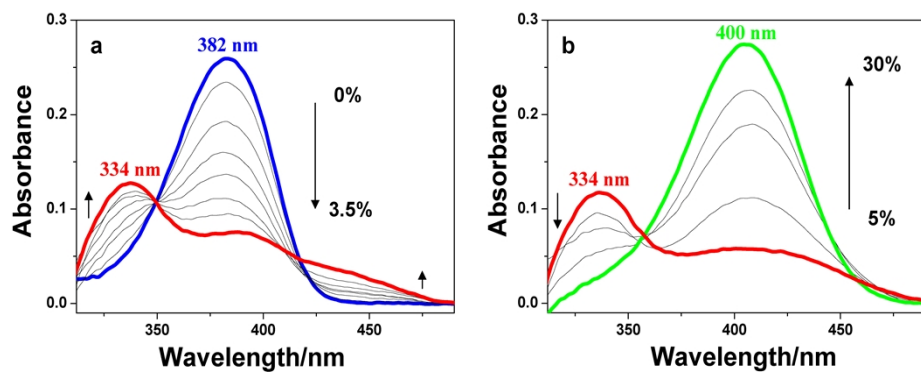 a
382 nm
334 nm
0%
3.5%
0.3
0.2
0.1
0.0
Absorbance
350
400
450
Wavelength/nm
b
400 nm
334 nm
30%
5%
0.3
0.2
0.1
0.0
Absorbance
350
400
450
Wavelength/nm